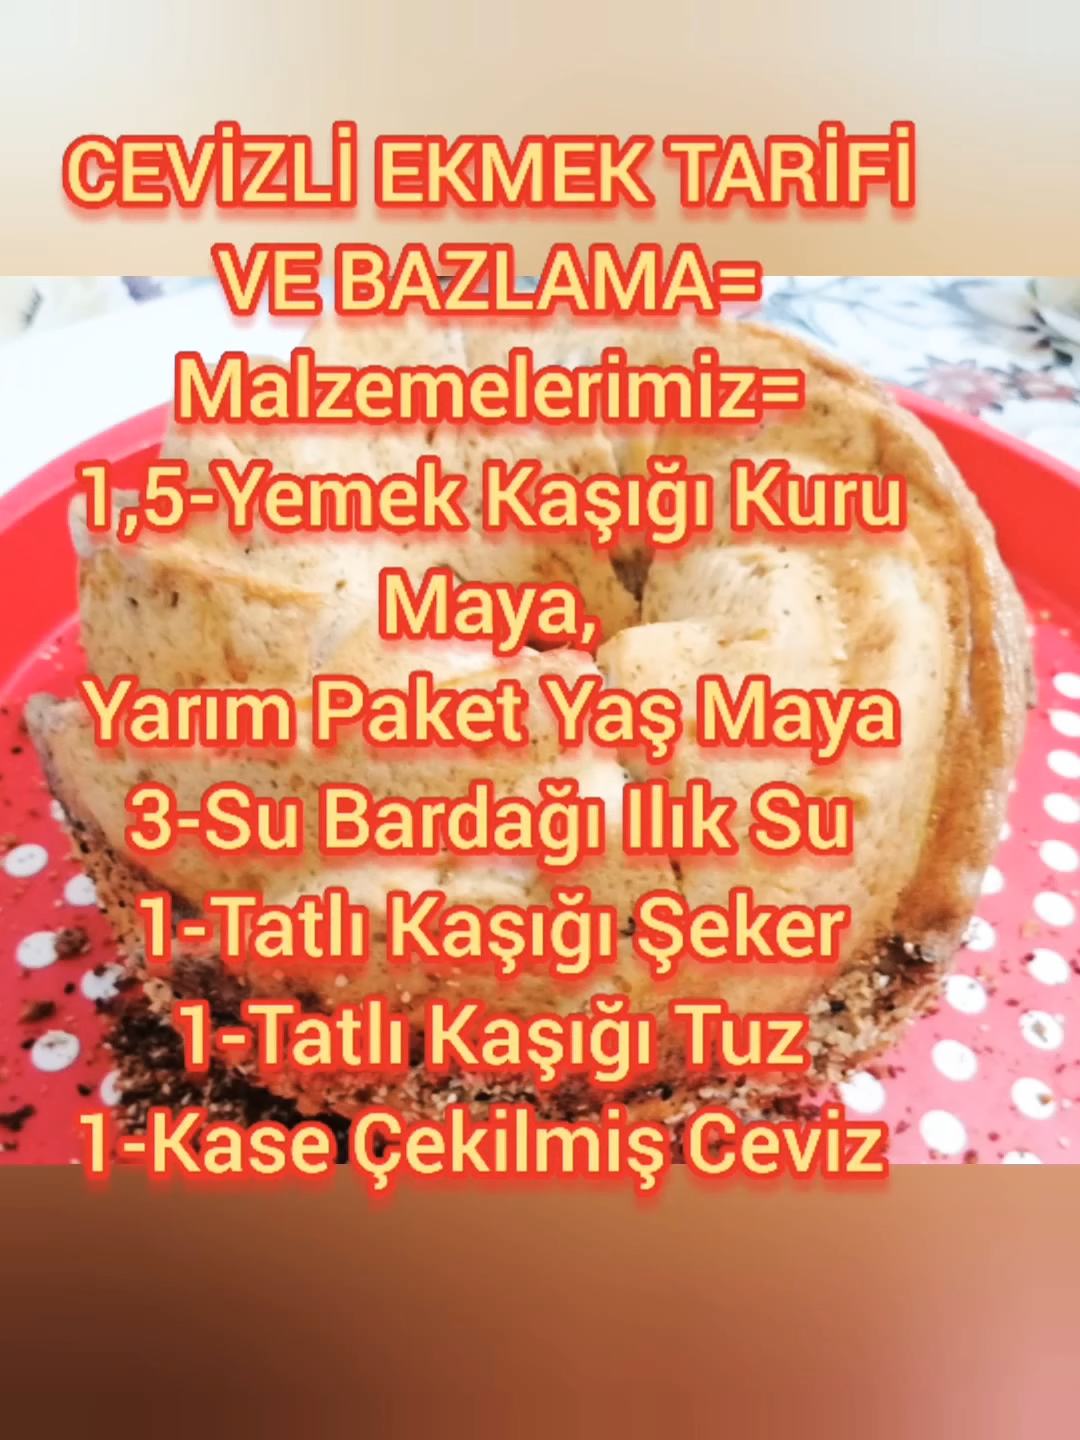 CEVİZLİ EKMEK TARİFİ
VE BAZLAMA=
Malzemelerimiz=
1,5-Yemek Kaşığı Kuru
Maya,
Yarım Paket Yaş Maya
3-Su Bardağı Ilık Su
1-Tatlı Kaşığı Şeker
1-Tatlı Kaşığı Tuz
1-Kase Çekilmiş Ceviz